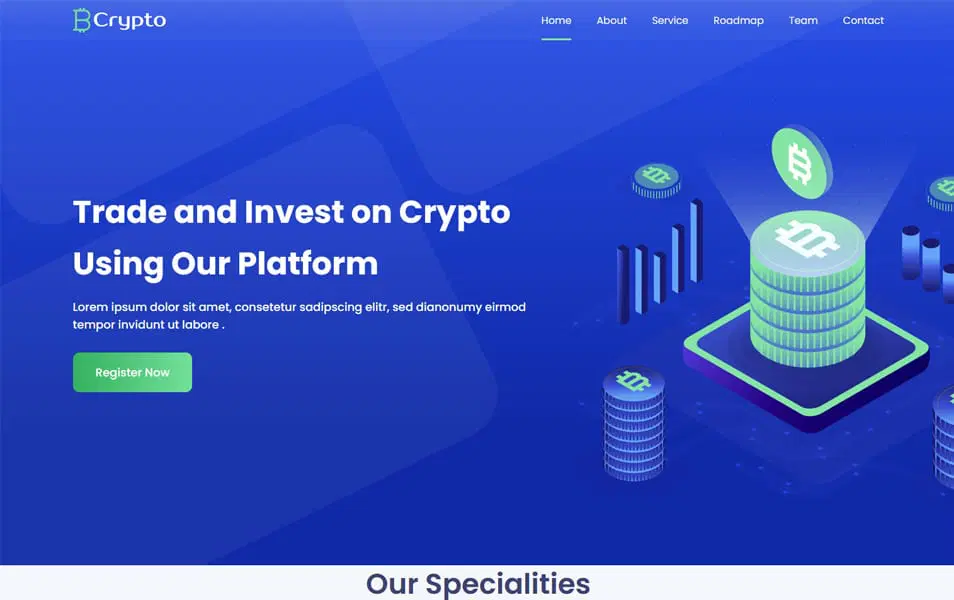 Crypto
Home About Service Roadmap Team Contact
Trade and Invest on Crypto
Using Our Platform
Lorem ipsum dolor sit amet, consetetur sadipscing elitr, sed dianonumy eirmod
tempor invidunt ut labore .
Register Now
Our Specialities